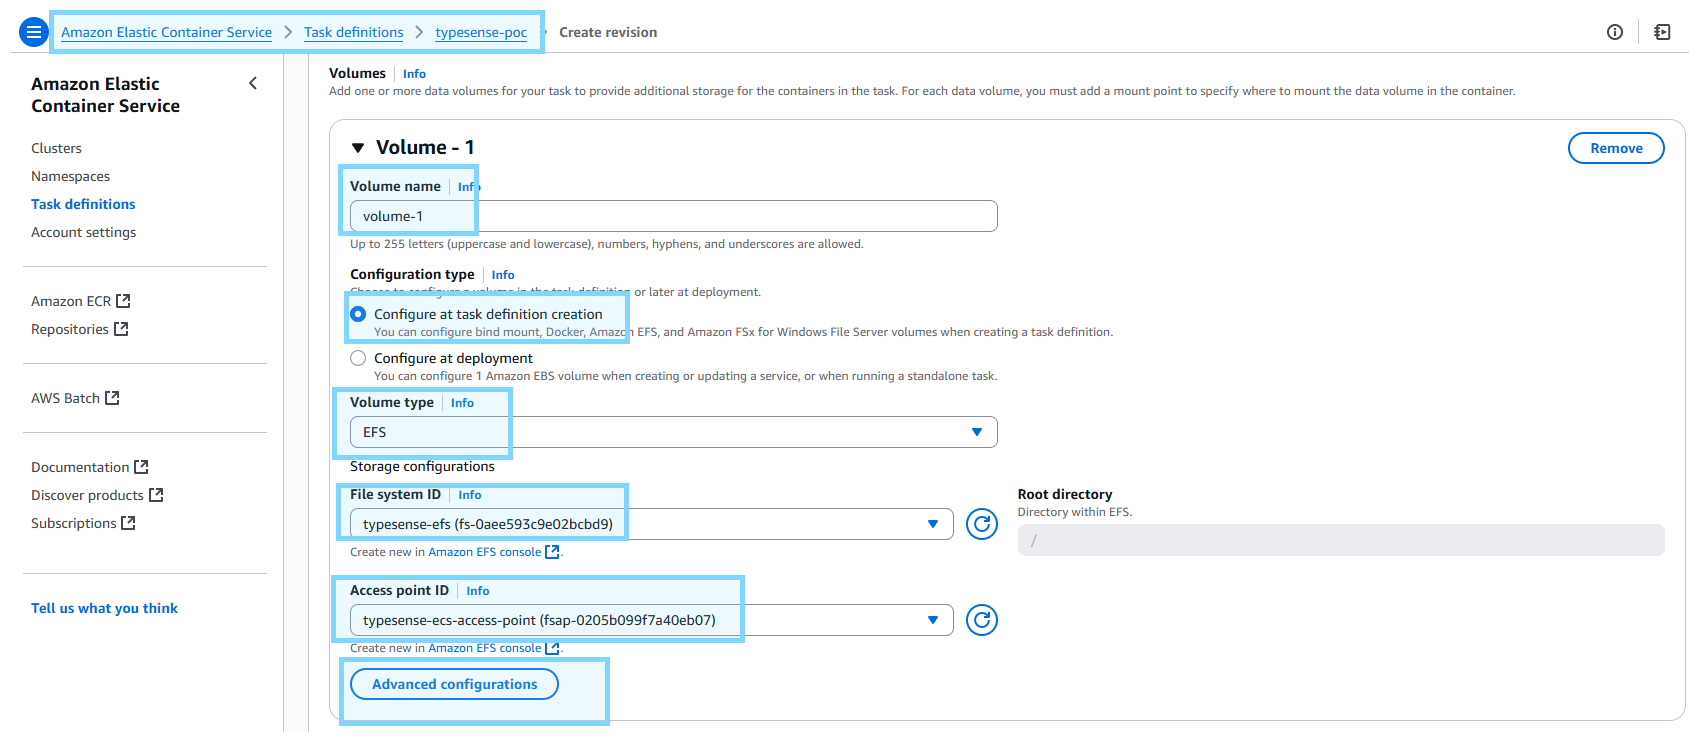 Amazon Elastic Container Service > Task definitions > typesense-poc > Create revision
Amazon Elastic
Container Service
Clusters
Namespaces
Task definitions
Account settings
Amazon ECR
Repositories
AWS Batch
Documentation
Discover products
Subscriptions
Tell us what you think
Volumes | Info
Add one or more data volumes for your task to provide additional storage for the containers in the task. For each data volume, you must add a mount point to specify where to mount the data volume in the container.
Volume - 1
Remove
Volume name | Info
volume-1
Up to 255 letters (uppercase and lowercase), numbers, hyphens, and underscores are allowed.
Configuration type | Info
Choose to configure a volume in the task definition or later at deployment.
Configure at task definition creation
You can configure bind mount, Docker, Amazon EFS, and Amazon FSx for Windows File Server volumes when creating a task definition.
Configure at deployment
You can configure 1 Amazon EBS volume when creating or updating a service, or when running a standalone task.
Volume type | Info
EFS
Storage configurations
File system ID | Info
typesense-efs (fs-0aee593c9e02bcbd9)
Create new in Amazon EFS console.
Root directory
Directory within EFS.
/
Access point ID | Info
typesense-ecs-access-point (fsap-0205b099f7a40eb07)
Create new in Amazon EFS console.
Advanced configurations